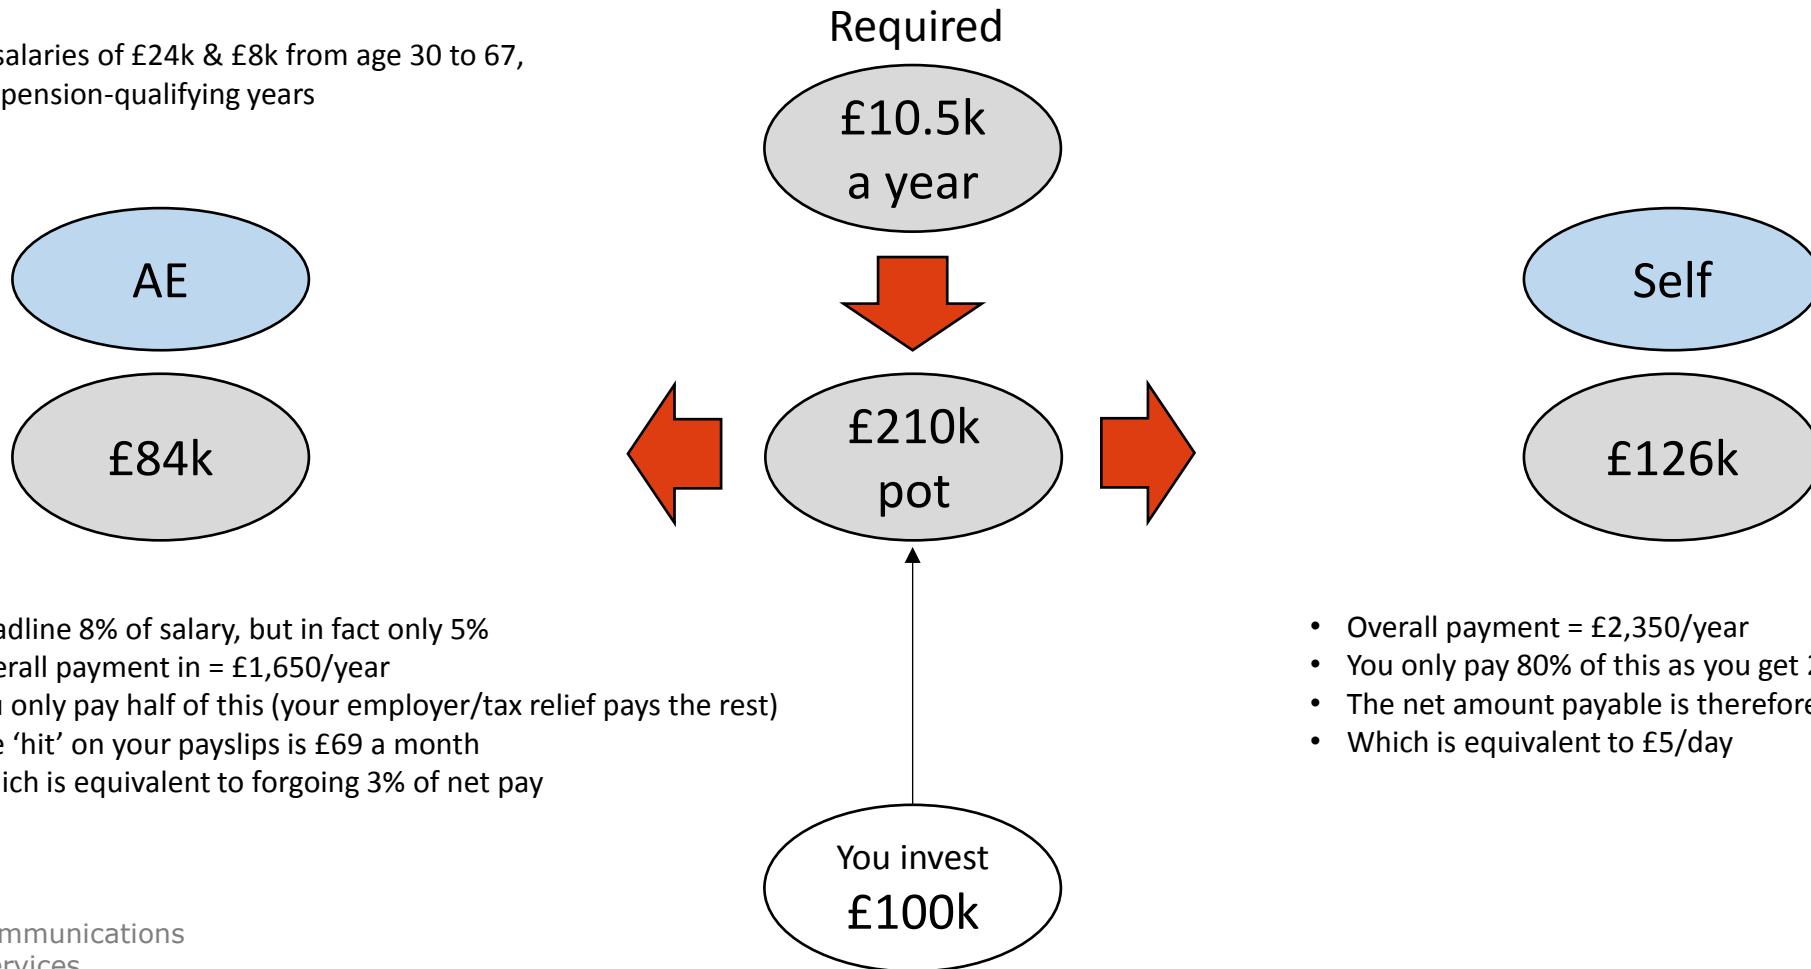 salaries of £24k & £8k from age 30 to 67,
pension-qualifying years
Required
£10.5k
a year
AE
Self
£84k
£210k
pot
£126k
adline 8% of salary, but in fact only 5%
erall payment in = £1,650/year
u only pay half of this (your employer/tax relief pays the rest)
e ‘hit’ on your payslips is £69 a month
ich is equivalent to forgoing 3% of net pay
• Overall payment = £2,350/year
• You only pay 80% of this as you get 2
• The net amount payable is therefore
• Which is equivalent to £5/day
You invest
£100k
mmunications
ervices